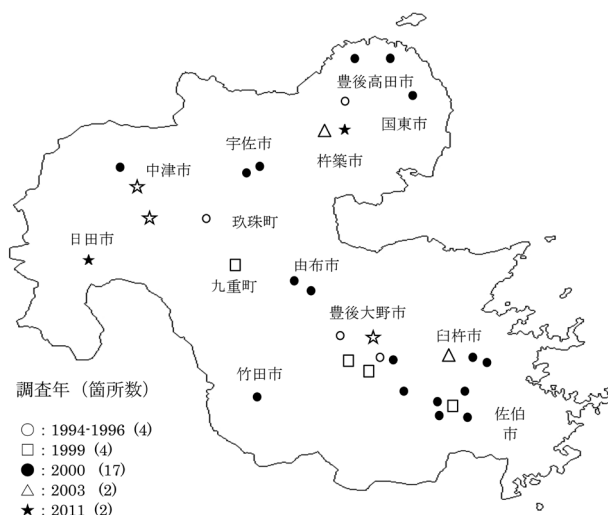 豊後高田市
国東市
宇佐市
杵築市
中津市
玖珠町
日田市
由布市
九重町
豊後大野市
臼杵市
竹田市
佐伯
市
調査年（箇所数）
○：1994-1996 (4)
□：1999 (4)
●：2000 (17)
△：2003 (2)
★：2011 (2)